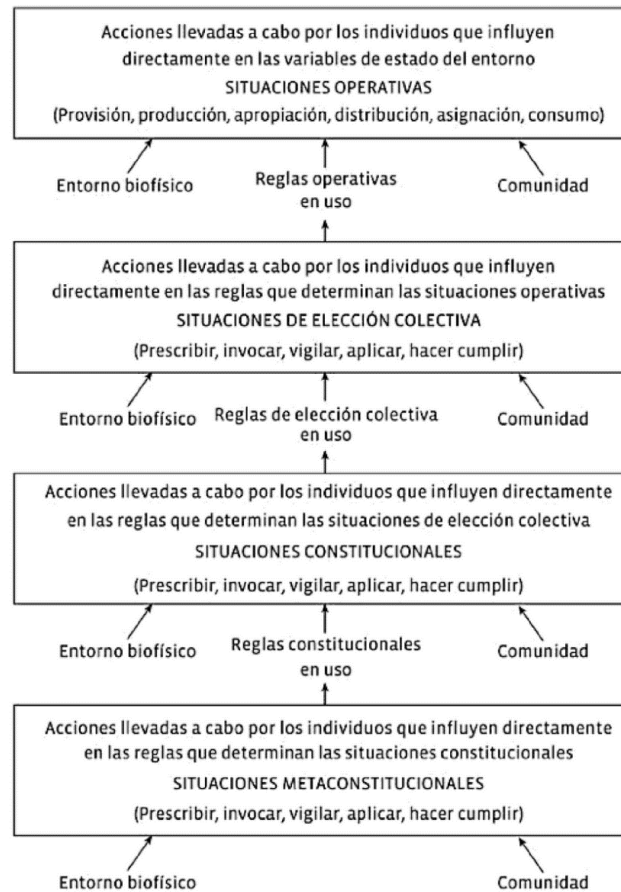 Acciones llevadas a cabo por los individuos que influyen
directamente en las variables de estado del entorno
SITUACIONES OPERATIVAS
(Provisión, producción, apropiación, distribución, asignación, consumo)
Entorno biofísico
Reglas operativas
en uso
Comunidad
Acciones llevadas a cabo por los individuos que influyen
directamente en las reglas que determinan las situaciones operativas
SITUACIONES DE ELECCIÓN COLECTIVA
(Prescribir, invocar, vigilar, aplicar, hacer cumplir)
Entorno biofísico
Reglas de elección colectiva
en uso
Comunidad
Acciones llevadas a cabo por los individuos que influyen directamente
en las reglas que determinan las situaciones de elección colectiva
SITUACIONES CONSTITUCIONALES
(Prescribir, invocar, vigilar, aplicar, hacer cumplir)
Entorno biofísico
Reglas constitucionales
en uso
Comunidad
Acciones llevadas a cabo por los individuos que influyen directamente
en las reglas que determinan las situaciones constitucionales
SITUACIONES METACONSTITUCIONALES
(Prescribir, invocar, vigilar, aplicar, hacer cumplir)
Entorno biofísico
Comunidad